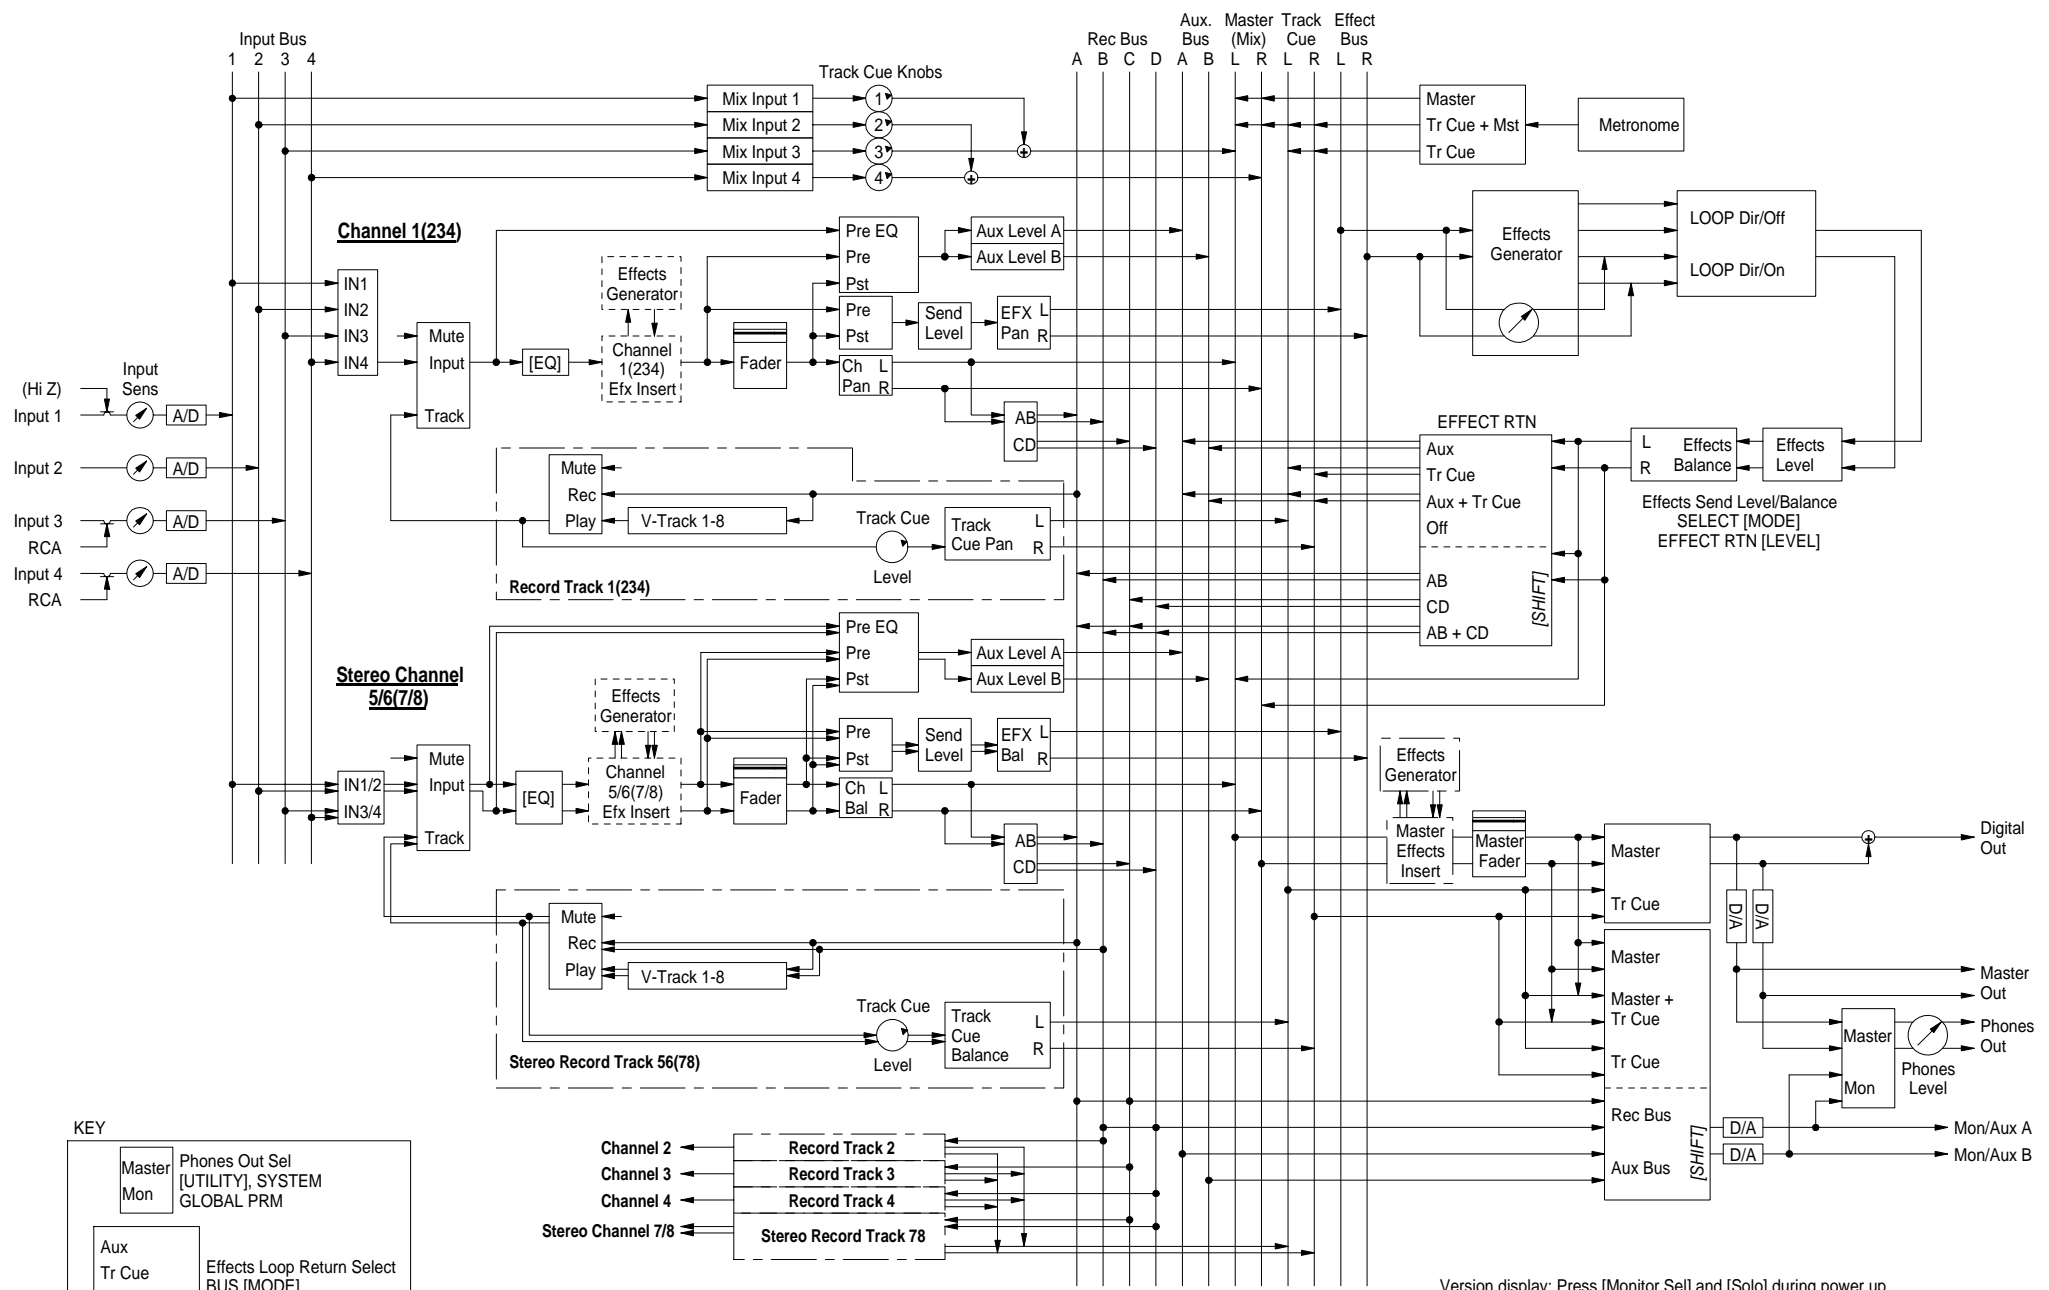 Input Bus
1 2 3 4
Track Cue Knobs
Mix Input 1
1
Mix Input 2
2
Mix Input 3
3
+
Mix Input 4
4
+
Rec Bus
A B C D
Aux.
Bus
A B
Master
(Mix)
L R
Track
Cue
L R
Effect
Bus
L R
Master
Tr Cue + Mst
Tr Cue
Metronome
Channel 1(234)
IN1
IN2
IN3
IN4
Mute
Input
Track
[EQ]
Effects
Generator
Channel
1(234)
Efx Insert
Fader
Pre EQ
Pre
Pst
Aux Level A
Aux Level B
Pre
Pst
Send
Level
EFX L
Pan R
Ch L
Pan R
AB
CD
Effects
Generator
LOOP Dir/Off
LOOP Dir/On
(Hi Z)
Input
Sens
Input 1
A/D
Input 2
A/D
Input 3
A/D
RCA
Input 4
A/D
RCA
Mute
Rec
Play
V-Track 1-8
Track Cue
Level
Track
Cue Pan
L
R
Record Track 1(234)
EFFECT RTN
Aux
Tr Cue
Aux + Tr Cue
Off
AB
CD
AB + CD
[SHIFT]
L
R
Effects
Balance
Effects
Level
Effects Send Level/Balance
SELECT [MODE]
EFFECT RTN [LEVEL]
Stereo Channel
5/6(7/8)
IN1/2
IN3/4
Mute
Input
Track
[EQ]
Effects
Generator
Channel
5/6(7/8)
Efx Insert
Fader
Pre EQ
Pre
Pst
Aux Level A
Aux Level B
Pre
Pst
Send
Level
EFX L
Bal R
Ch L
Bal R
AB
CD
Effects
Generator
Master
Effects
Insert
Master
Fader
Master
Tr Cue
+
Digital
Out
D/A
D/A
Mute
Rec
Play
V-Track 1-8
Track Cue
Level
Track
Cue
Balance
L
R
Stereo Record Track 56(78)
Master
Master +
Tr Cue
Tr Cue
Rec Bus
Aux Bus
[SHIFT]
Master
Out
Master
Mon
Phones
Level
Phones
Out
D/A
Mon/Aux A
D/A
Mon/Aux B
Channel 2
Record Track 2
Channel 3
Record Track 3
Channel 4
Record Track 4
Stereo Channel 7/8
Stereo Record Track 78
KEY
Master
Mon
Phones Out Sel
[UTILITY], SYSTEM
GLOBAL PRM
Aux
Tr Cue
Effects Loop Return Select
BUS [MODE]
Version display: Press [Monitor Sel] and [Solo] during power up